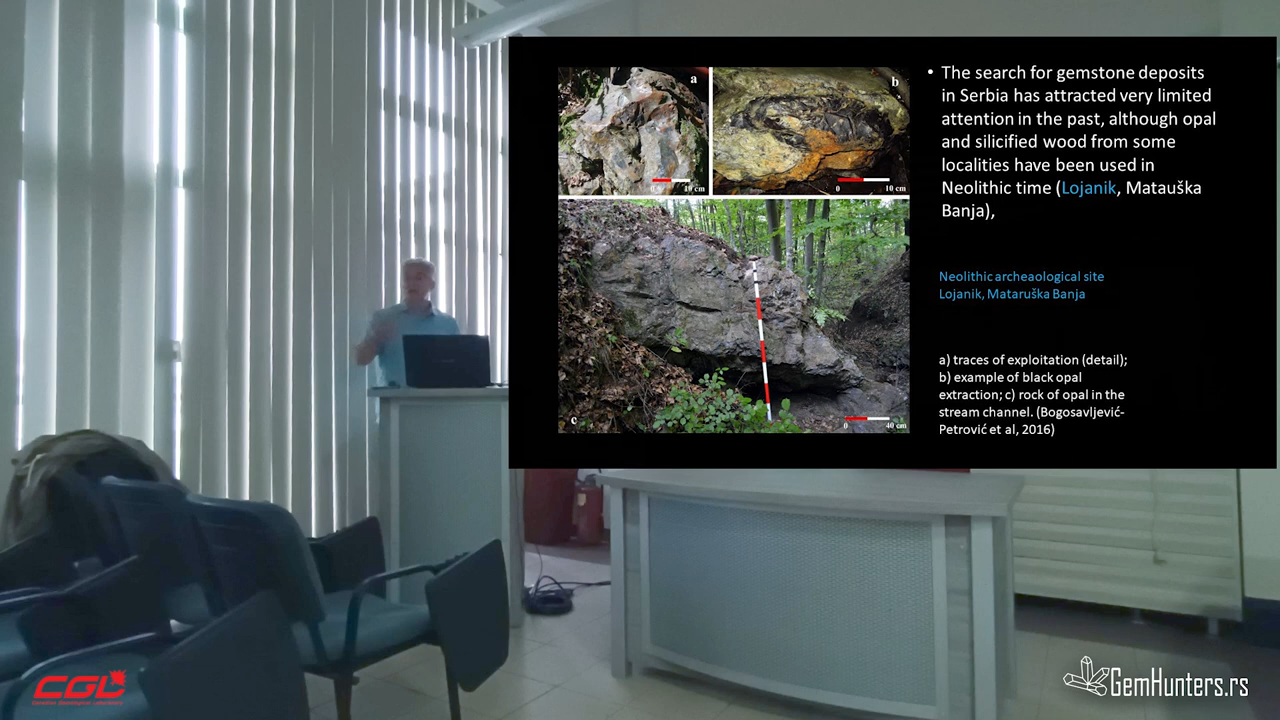 a
b
0
10 cm
0
10 cm
c
0
40 cm
• The search for gemstone deposits
in Serbia has attracted very limited
attention in the past, although opal
and silicified wood from some
localities have been used in
Neolithic time (Lojanik, Matauška
Banja),
Neolithic archeaological site
Lojanik, Mataruška Banja
a) traces of exploitation (detail);
b) example of black opal
extraction; c) rock of opal in the
stream channel. (Bogosavljević-
Petrović et al, 2016)
CGL
GemHunters.rs